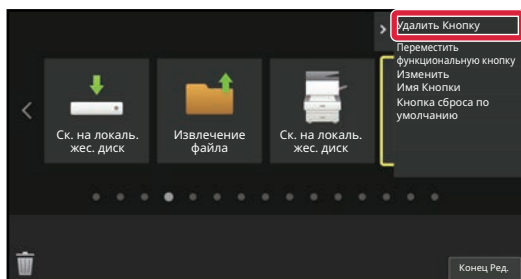 Удалить Кнопку
Переместить
функциональную кнопку
Изменить
Имя Кнопки
Кнопка сброса по
умолчанию
Ск. на локаль.
жес. диск
Извлечение
файла
Ск. на локаль.
жес. диск
Конец Ред.